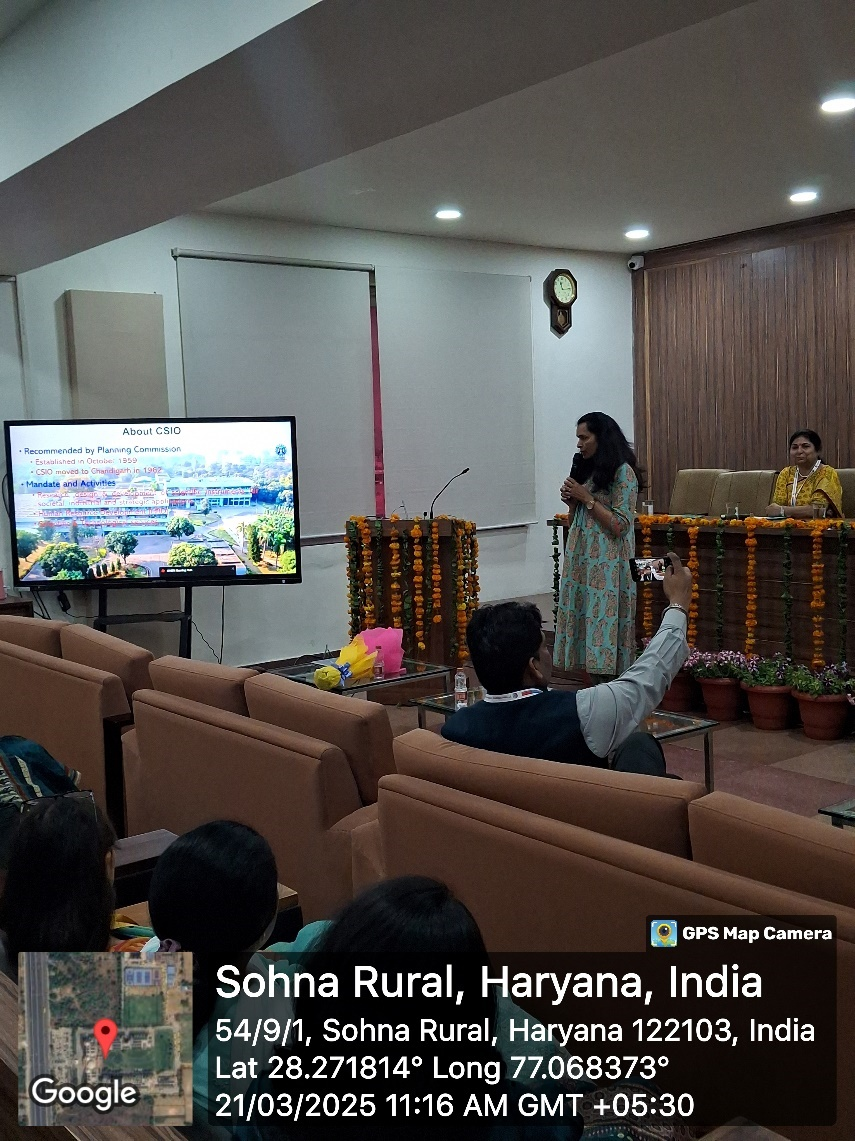 About CSIO
• Recommended by Planning Commission
• Established in October 1959
• CSIO moved to Chandigarh in 1962
• Mandate and Activities
GPS Map Camera
Sohna Rural, Haryana, India
54/9/1, Sohna Rural, Haryana 122103, India
Lat 28.271814° Long 77.068373°
21/03/2025 11:16 AM GMT +05:30
Google